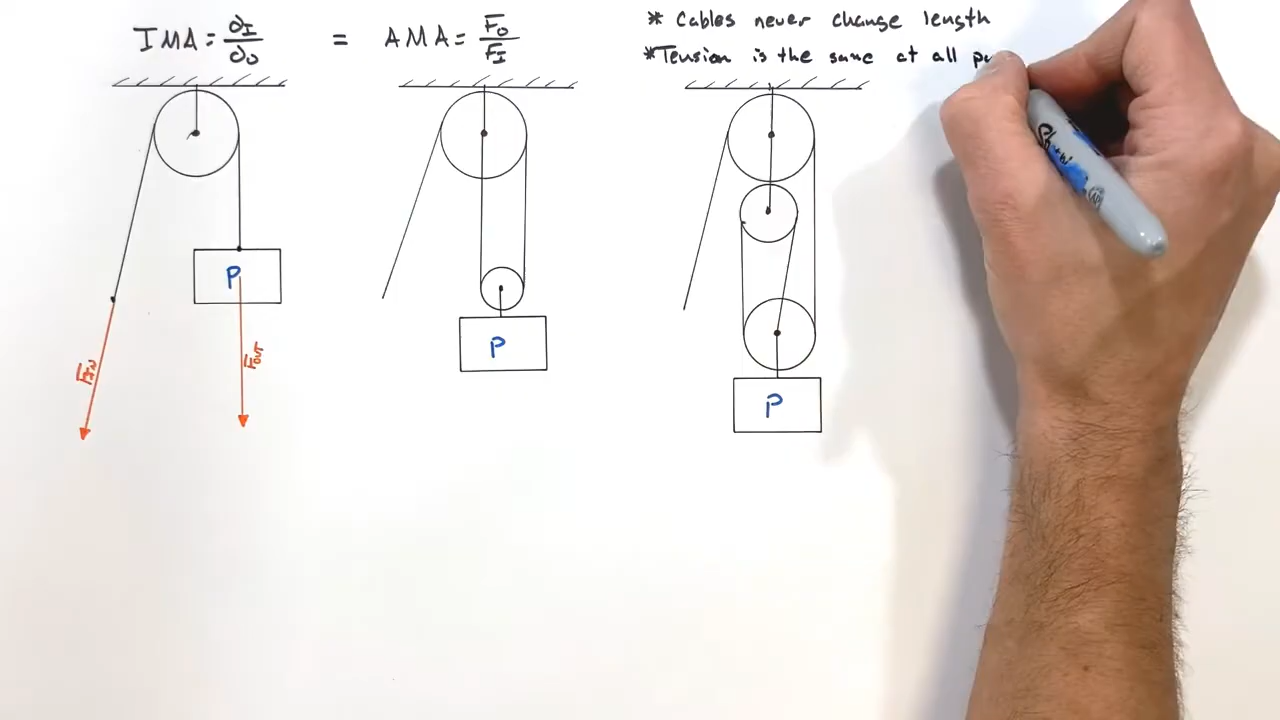 IMA = dI/dO = AMA = FO/FI
* Cables never change length
*Tension is the same at all
P
P
P
FIN
FOUT